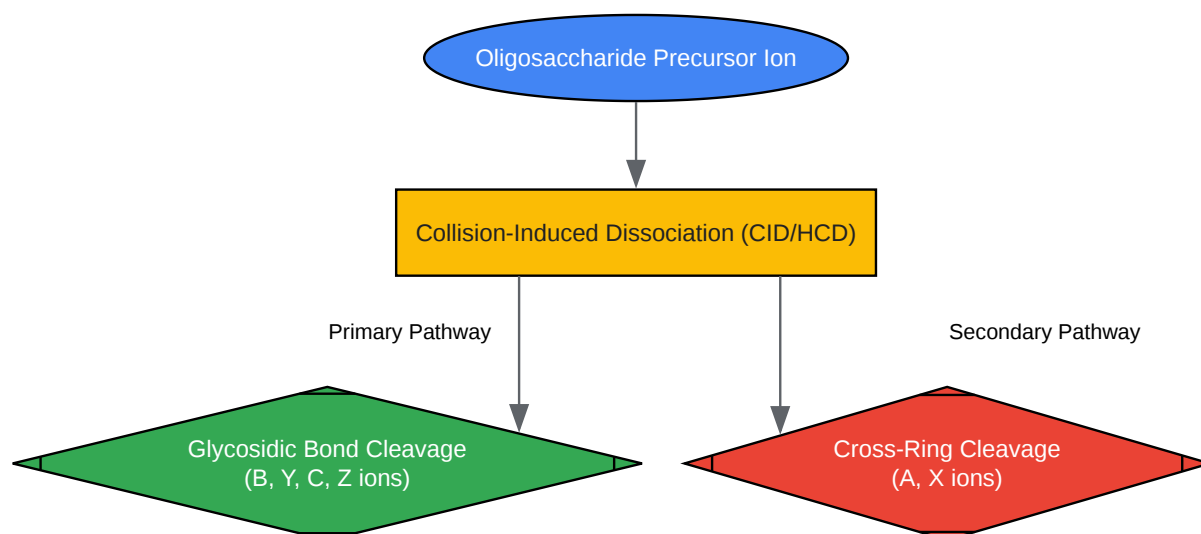 Oligosaccharide Precursor Ion
Collision-Induced Dissociation (CID/HCD)
Primary Pathway
Secondary Pathway
Glycosidic Bond Cleavage
(B, Y, C, Z ions)
Cross-Ring Cleavage
(A, X ions)